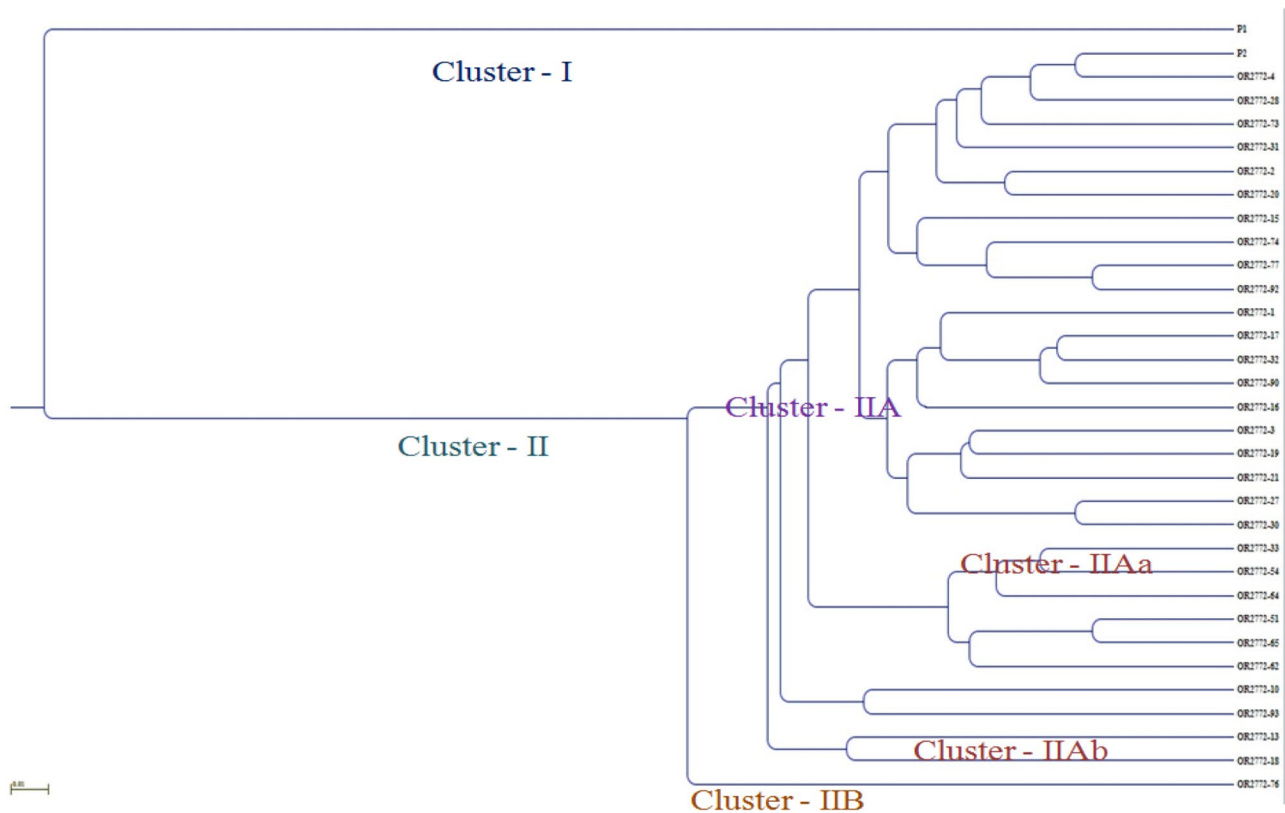 P1
Cluster - I
P2
OR2772-4
OR2772-28
OR2772-73
OR2772-31
OR2772-2
OR2772-20
OR2772-15
OR2772-74
OR2772-77
OR2772-92
OR2772-1
OR2772-17
OR2772-32
OR2772-90
Cluster - IIA
OR2772-16
OR2772-3
Cluster - II
OR2772-19
OR2772-21
OR2772-27
OR2772-30
OR2772-33
Cluster - IIAa
OR2772-54
OR2772-64
OR2772-51
OR2772-65
OR2772-62
OR2772-10
OR2772-93
OR2772-13
Cluster - IIAb
OR2772-18
OR2772-76
Cluster - IIB